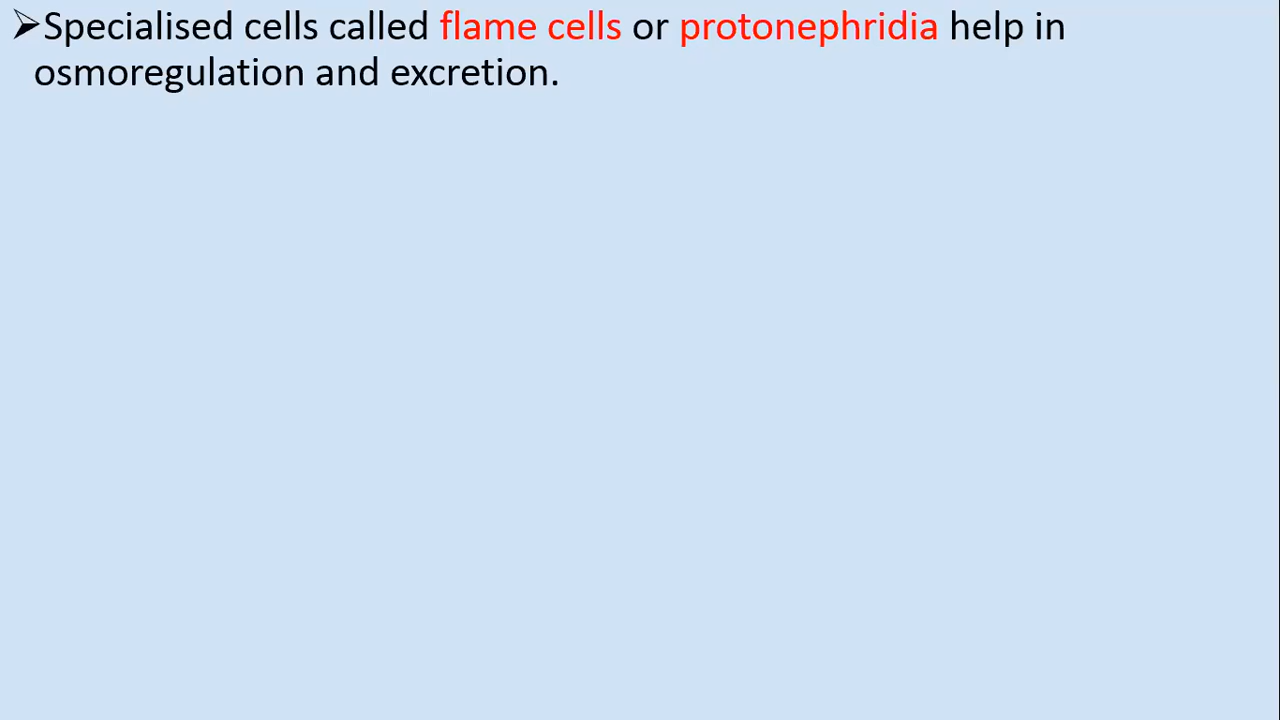 ➢Specialised cells called flame cells or protonephridia help in
osmoregulation and excretion.